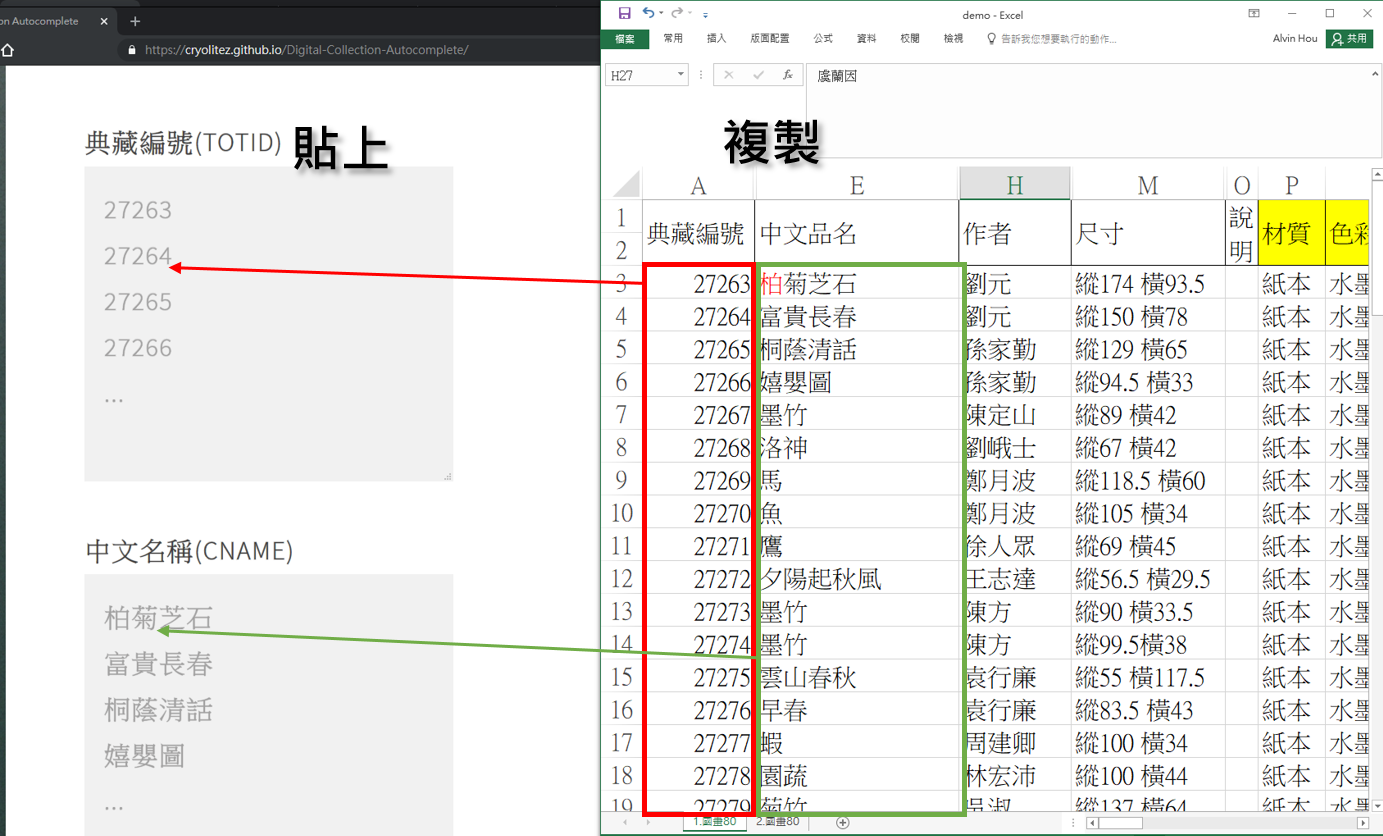 on Autocomplete
https://cryolitez.github.io/Digital-Collection-Autocomplete/
典藏編號(TOTID)
貼上
27263
27264
27265
27266
...
中文名稱(CNAME)
柏菊芝石
富貴長春
桐蔭清話
嬉嬰圖
...
demo - Excel
檔案 常用 插入 版面配置 公式 資料 校閱 檢視 告訴我您想要執行的動作... Alvin Hou 共用
H27 fx 虞蘭因
複製
A E H M O P
1 2 典藏編號 中文品名 作者 尺寸 說明 材質 色彩
3 27263 柏菊芝石 劉元 縱174 橫93.5 紙本 水墨
4 27264 富貴長春 劉元 縱150 橫78 紙本 水墨
5 27265 桐蔭清話 孫家勤 縱129 橫65 紙本 水墨
6 27266 嬉嬰圖 孫家勤 縱94.5 橫33 紙本 水墨
7 27267 墨竹 陳定山 縱89 橫42 紙本 水墨
8 27268 洛神 劉峨士 縱67 橫42 紙本 水墨
9 27269 馬 鄭月波 縱118.5 橫60 紙本 水墨
10 27270 魚 鄭月波 縱105 橫34 紙本 水墨
11 27271 鷹 徐人眾 縱69 橫45 紙本 水墨
12 27272 夕陽起秋風 王志達 縱56.5 橫29.5 紙本 水墨
13 27273 墨竹 陳方 縱90 橫33.5 紙本 水墨
14 27274 墨竹 陳方 縱99.5橫38 紙本 水墨
15 27275 雲山春秋 袁行廉 縱55 橫117.5 紙本 水墨
16 27276 早春 袁行廉 縱83.5 橫43 紙本 水墨
17 27277 蝦 周建卿 縱100 橫34 紙本 水墨
18 27278 園蔬 林宏沛 縱100 橫44 紙本 水墨
19 27279 菊竹 吳淑 縱137 橫64 紙本 水墨
1.圖畫80 2.圖畫80